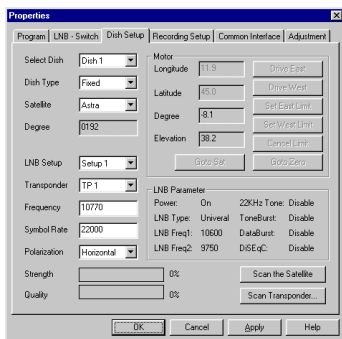 Properties
Program LNB - Switch Dish Setup Recording Setup Common Interface Adjustment
Select Dish Dish 1
Dish Type Fixed
Satellite Astra
Degree 0192
LNB Setup Setup 1
Transponder TP 1
Frequency 10770
Symbol Rate 22000
Polarization Horizontal
Strength 0%
Quality 0%
Motor
Longitude 11.9 Drive East
Latitude 45.0 Drive West
Set East Limit
Degree -8.1 Set West Limit
Elevation 38.2 Cancel Limit
Goto Sat Goto Zero
LNB Parameter
Power: On 22KHz Tone: Disable
LNB Type: Univeral ToneBurst: Disable
LNB Freq1: 10600 DataBurst: Disable
LNB Freq2: 9750 DiSEqC: Disable
Scan the Satellite
Scan Transponder...
OK Cancel Apply Help